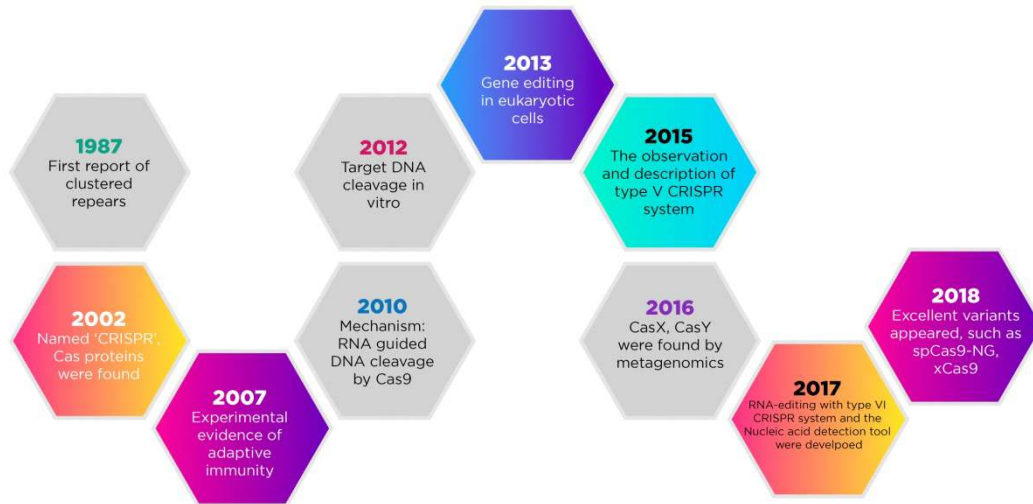 1987
First report of
clustered
repears
2002
Named ‘CRISPR’,
Cas proteins
were found
2007
Experimental
evidence of
adaptive
immunity
2010
Mechanism:
RNA guided
DNA cleavage
by Cas9
2012
Target DNA
cleavage in
vitro
2013
Gene editing
in eukaryotic
cells
2015
The observation
and description of
type V CRISPR
system
2016
CasX, CasY
were found by
metagenomics
2017
RNA-editing with type VI
CRISPR system and the
Nucleic acid detection tool
were develpoed
2018
Excellent variants
appeared, such as
spCas9-NG,
xCas9